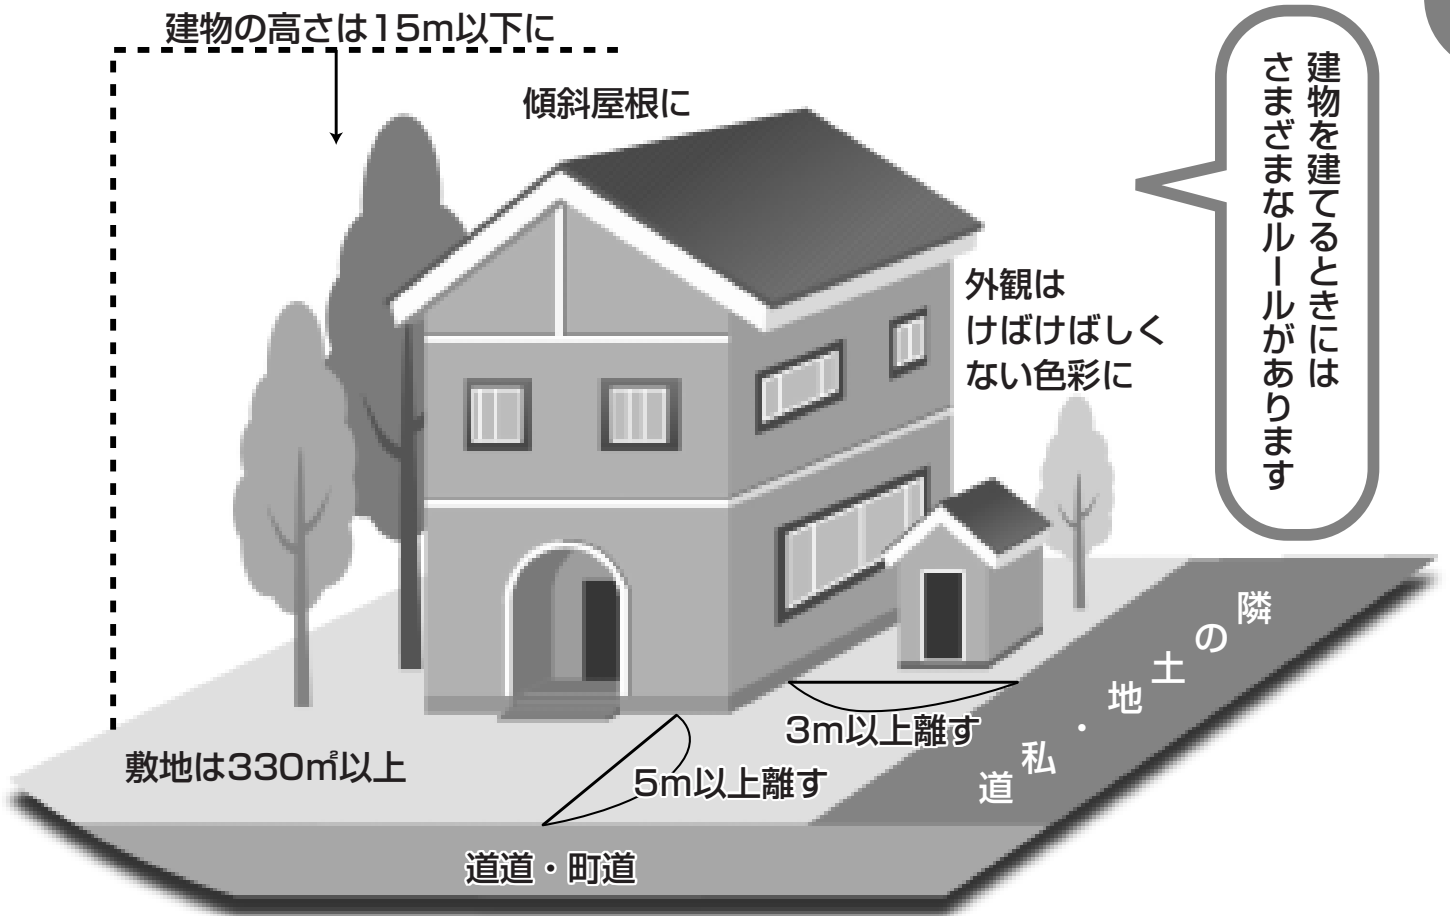 建物の高さは15m以下に
傾斜屋根に
建物を建てるときには
さまざまなルールがあります
外観は
けばけばしく
ない色彩に
隣の土地・私道
3m以上離す
敷地は330㎡以上
5m以上離す
道道・町道